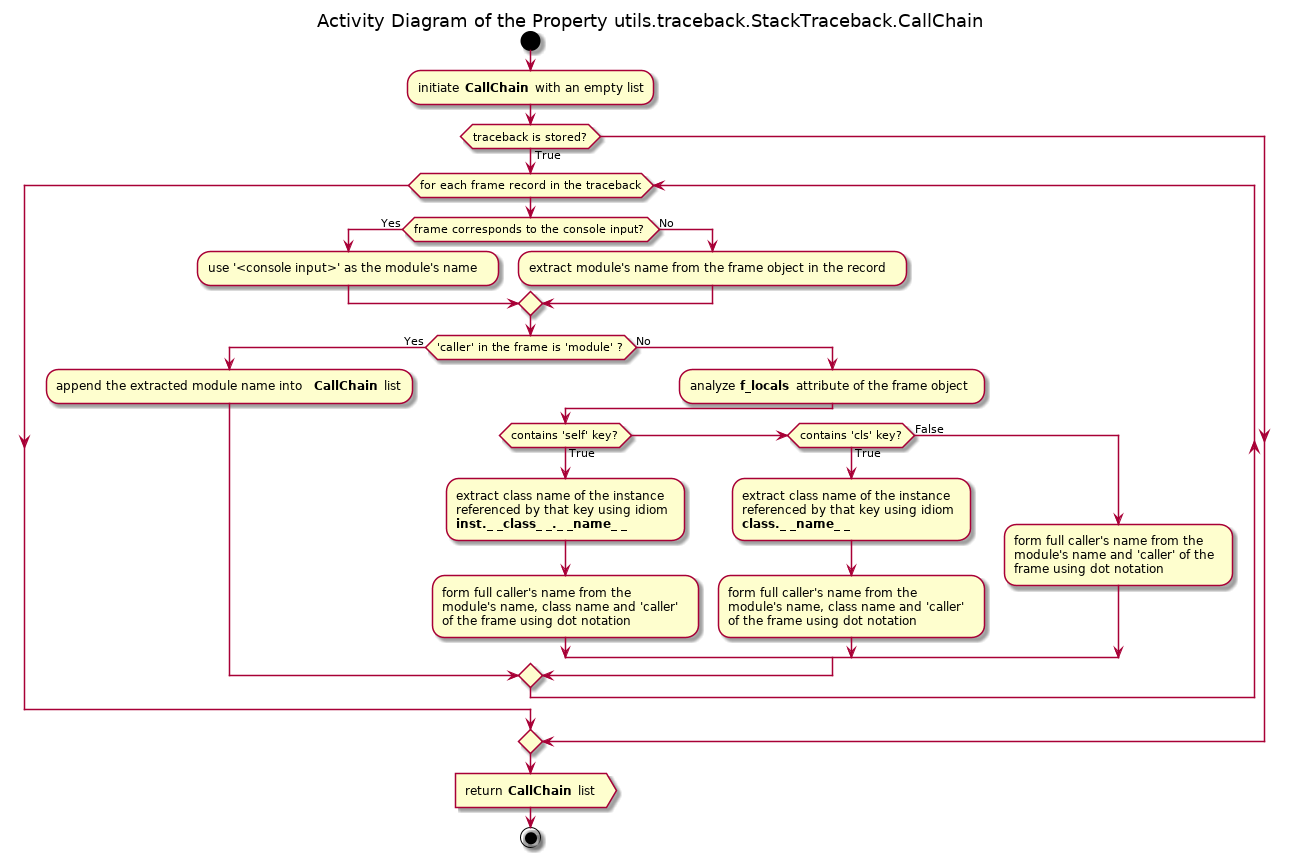 Activity Diagram of the Property utils.traceback.StackTraceback.CallChain
initiate CallChain with an empty list
traceback is stored?
True
for each frame record in the traceback
Yes
frame corresponds to the console input?
No
use '<console input>' as the module's name
extract module's name from the frame object in the record
Yes
'caller' in the frame is 'module' ?
No
append the extracted module name into CallChain list
analyze f_locals attribute of the frame object
contains 'self' key?
contains 'cls' key?
False
True
True
extract class name of the instance
referenced by that key using idiom
inst._ _class_ _._ _name_ _
extract class name of the instance
referenced by that key using idiom
class._ _name_ _
form full caller's name from the
module's name and 'caller' of the
frame using dot notation
form full caller's name from the
module's name, class name and 'caller'
of the frame using dot notation
form full caller's name from the
module's name, class name and 'caller'
of the frame using dot notation
return CallChain list